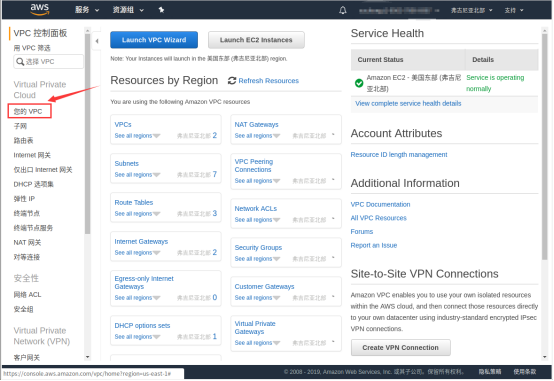 aws
服务
资源组
弗吉尼亚北部
支持
VPC 控制面板
用 VPC 筛选
选择 VPC
Virtual Private
Cloud
您的 VPC
子网
路由表
Internet 网关
仅出口 Internet 网关
DHCP 选项集
弹性 IP
终端节点
终端节点服务
NAT 网关
对等连接
安全性
网络 ACL
安全组
Virtual Private
Network (VPN)
客户网关
Launch VPC Wizard
Launch EC2 Instances
Note: Your Instances will launch in the 美国东部 (弗吉尼亚北部) region.
Resources by Region
Refresh Resources
You are using the following Amazon VPC resources
VPCs
See all regions 弗吉尼亚北部 2
Subnets
See all regions 弗吉尼亚北部 7
Route Tables
See all regions 弗吉尼亚北部 3
Internet Gateways
See all regions 弗吉尼亚北部 2
Egress-only Internet
Gateways
See all regions 弗吉尼亚北部 0
DHCP options sets
See all regions 弗吉尼亚北部 1
NAT Gateways
See all regions 弗吉尼亚北部
VPC Peering
Connections
See all regions 弗吉尼亚北部
Network ACLs
See all regions 弗吉尼亚北部
Security Groups
See all regions 弗吉尼亚北部
Customer Gateways
See all regions 弗吉尼亚北部
Virtual Private
Gateways
See all regions 弗吉尼亚北部
Service Health
Current Status
Details
Amazon EC2 - 美国东部 (弗吉尼
亚北部)
Service is operating
normally
View complete service health details
Account Attributes
Resource ID length management
Additional Information
VPC Documentation
All VPC Resources
Forums
Report an Issue
Site-to-Site VPN Connections
Amazon VPC enables you to use your own isolated resources
within the AWS cloud, and then connect those resources directly
to your own datacenter using industry-standard encrypted IPsec
VPN connections.
Create VPN Connection
https://console.aws.amazon.com/vpc/home?region=us-east-1#
© 2008 - 2019, Amazon Web Services, Inc. 或其子公司。保留所有权利。
隐私策略
使用条款